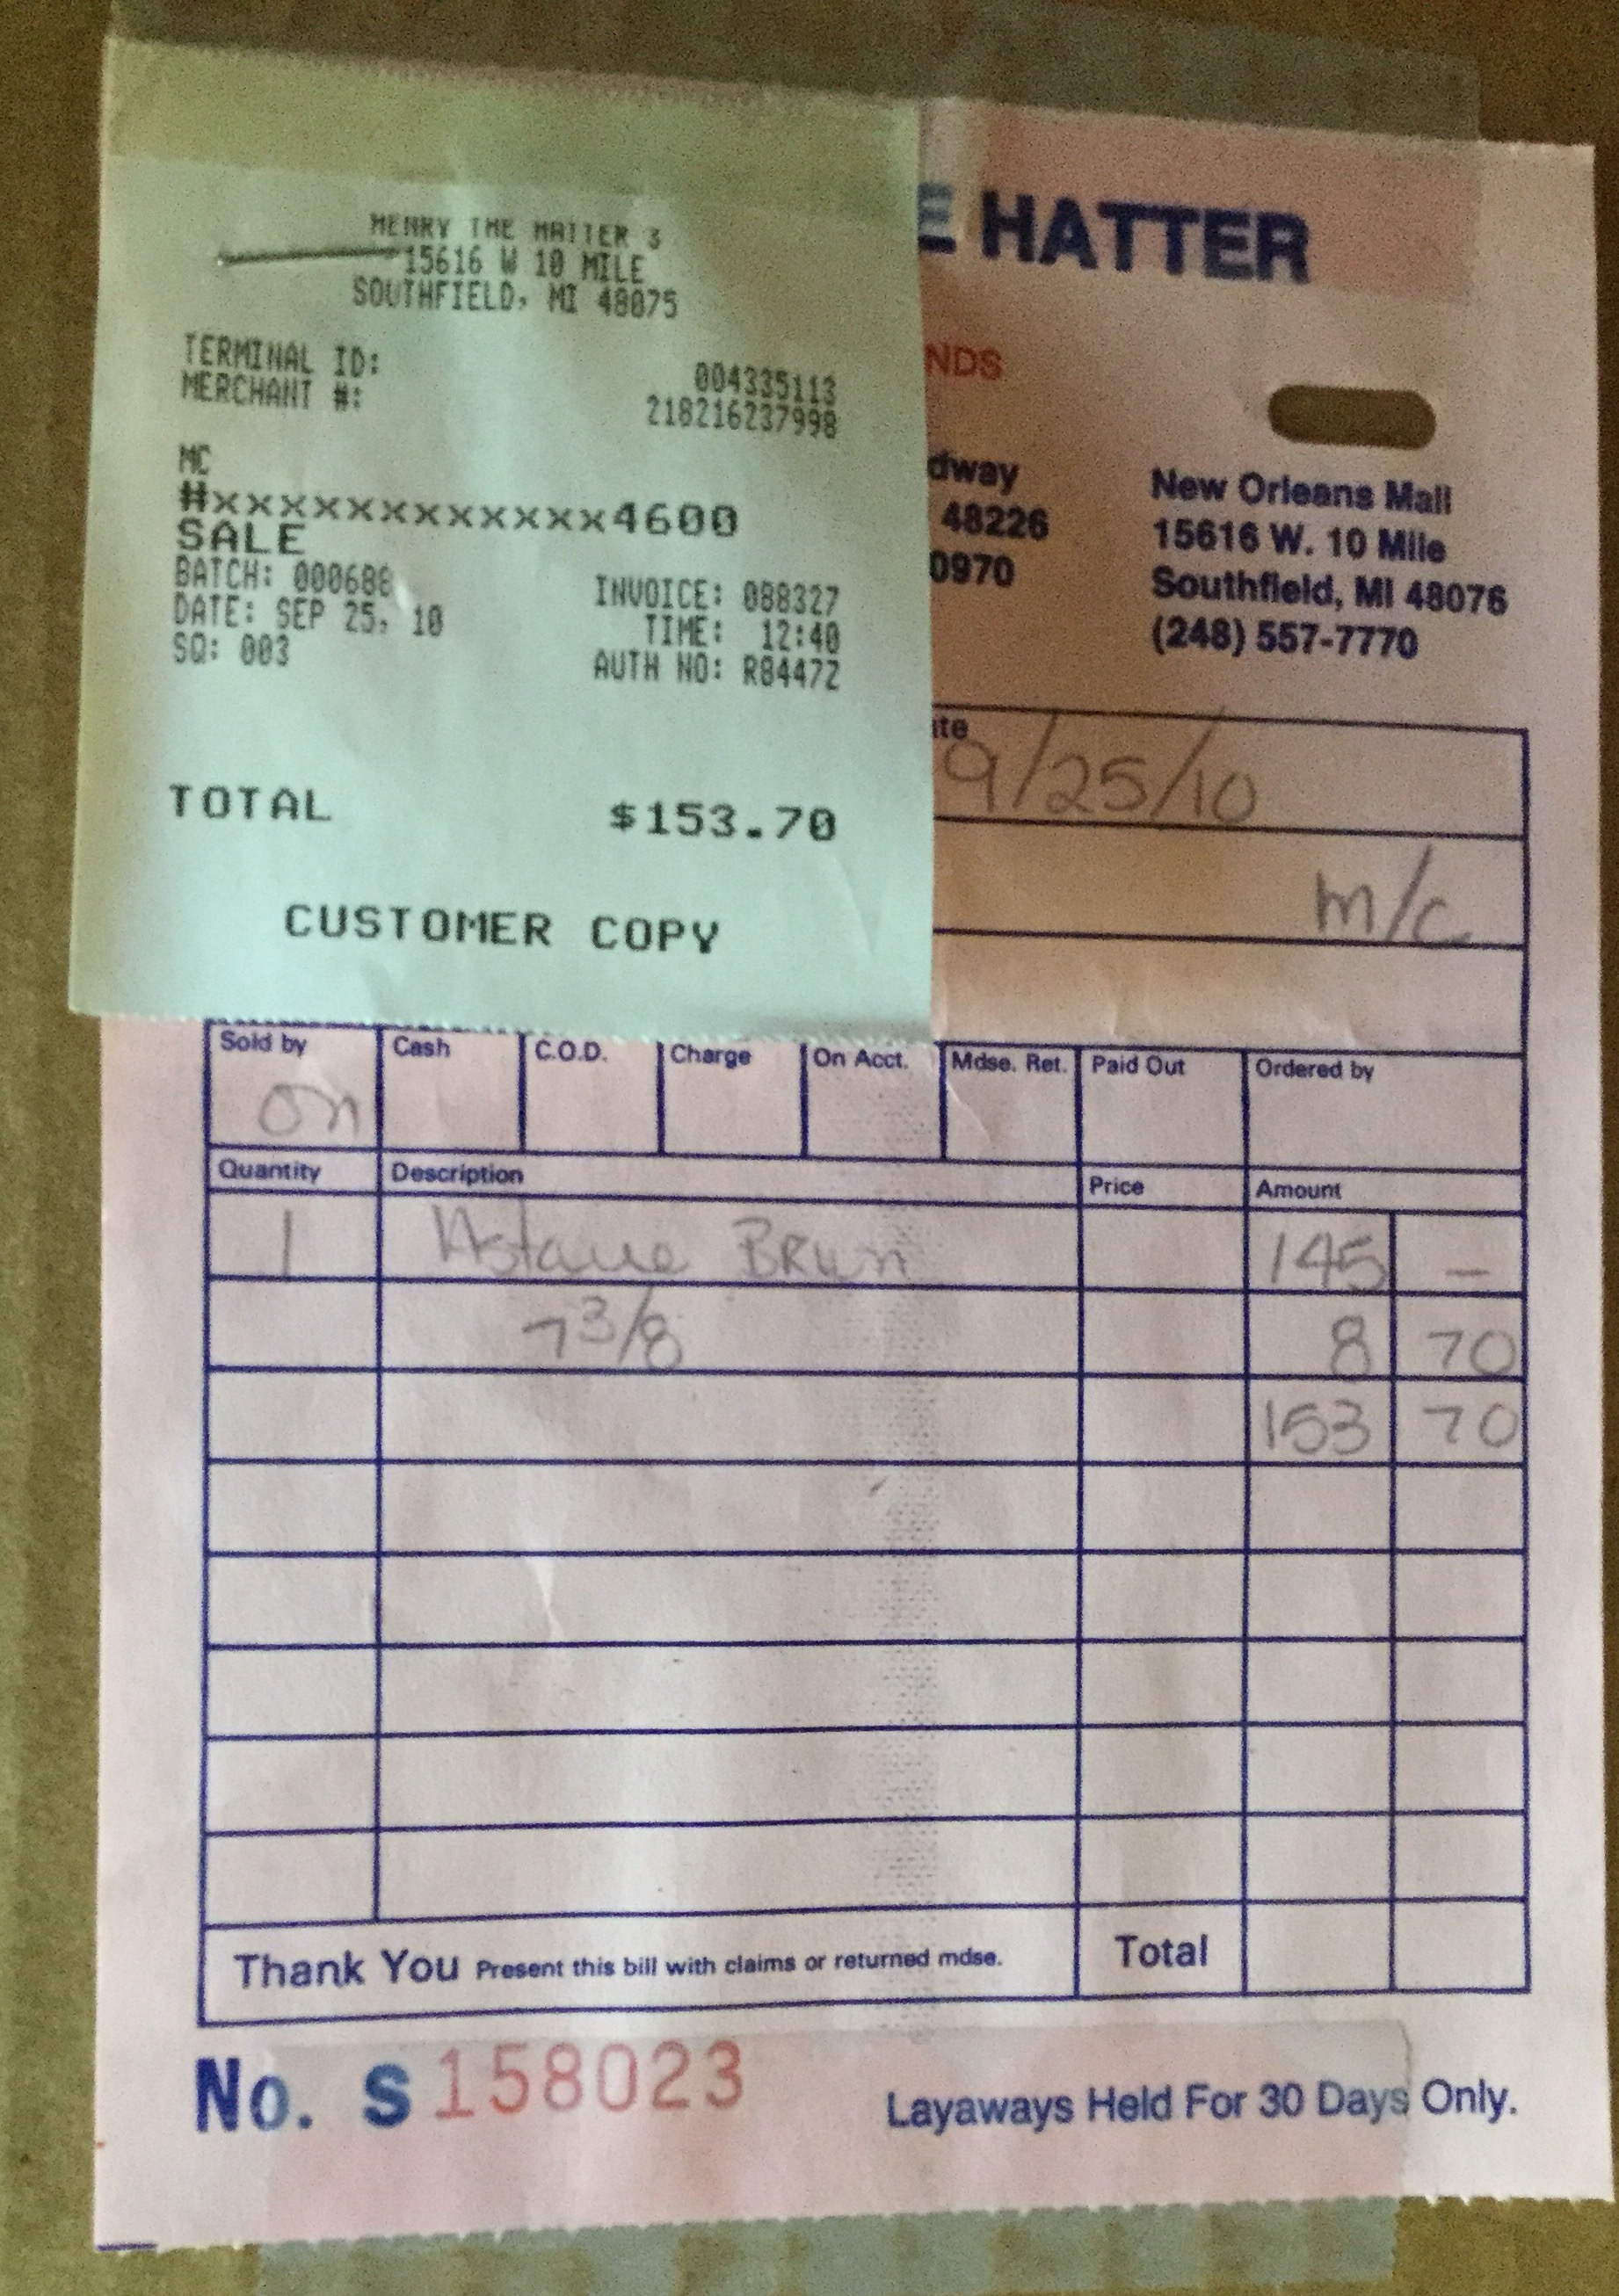 HENRY THE HATTER 3
15616 W 10 MILE
SOUTHFIELD, MI 48075
TERMINAL ID: 004335113
MERCHANT #: 218216237998
MC
#xxxxxxxxxxxx4600
SALE
BATCH: 000688 INVOICE: 088327
DATE: SEP 25, 10 TIME: 12:40
SQ: 003 AUTH NO: R84472
TOTAL $153.70
CUSTOMER COPY
E HATTER
NDS
dway
48226
0970
New Orleans Mall
15616 W. 10 Mile
Southfield, MI 48076
(248) 557-7770
ate
9/25/10
m/c
Sold by Cash C.O.D. Charge On Acct. Mdse. Ret. Paid Out Ordered by
Quantity Description Price Amount
1 145 –
7 3/8 8 70
153 70
Thank You Present this bill with claims or returned mdse. Total
No. S 158023
Layaways Held For 30 Days Only.